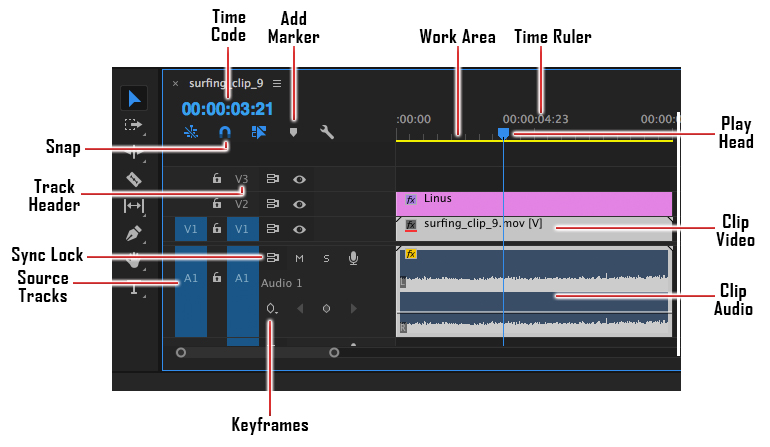 Time
Code
Add
Marker
Work Area
Time Ruler
× surfing_clip_9
00:00:03:21
:00:00
00:00:04:23
00:00:0
Play
Head
Snap
Track
Header
V3
V2
Linus
fx
V1
V1
fx
surfing_clip_9.mov [V]
Clip
Video
Sync Lock
M
S
fx
Source
Tracks
A1
A1
Audio 1
L
Clip
Audio
R
Keyframes